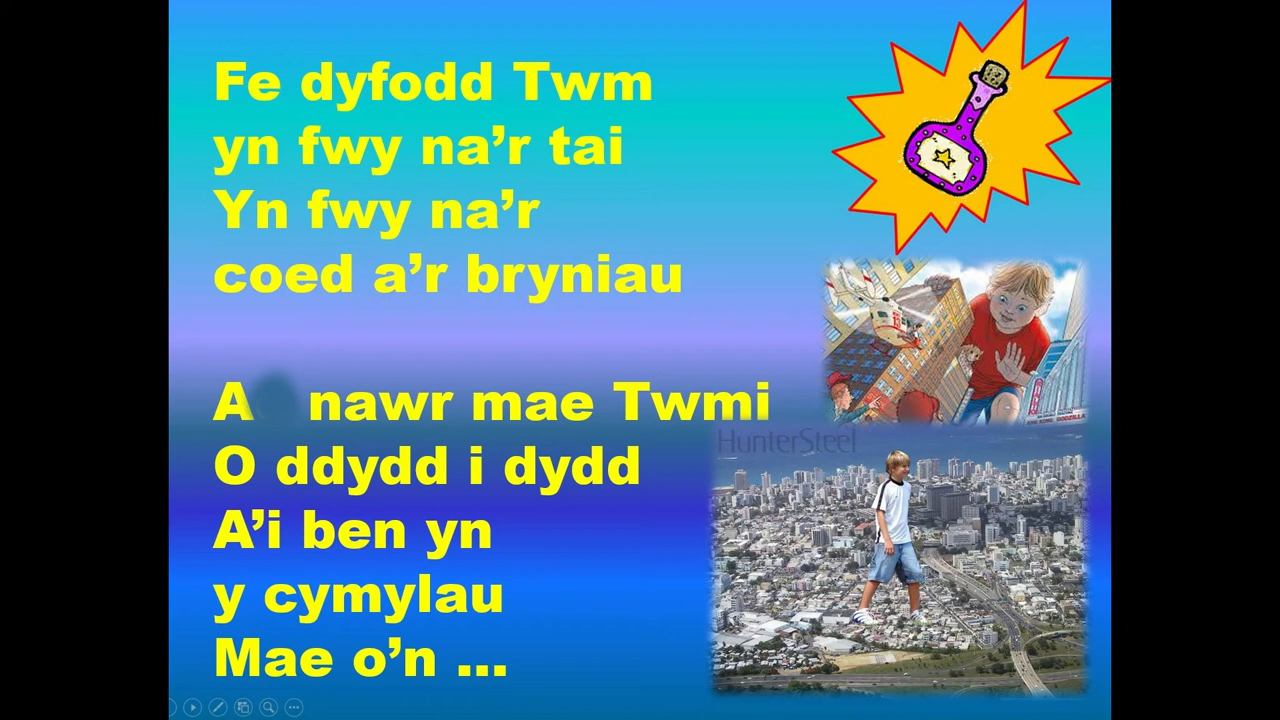 Fe dyfodd Twm
yn fwy na’r tai
Yn fwy na’r
coed a’r bryniau
A nawr mae Twmi
O ddydd i dydd
A’i ben yn
y cymylau
Mae o’n ...
HunterSteel
GODZILLA